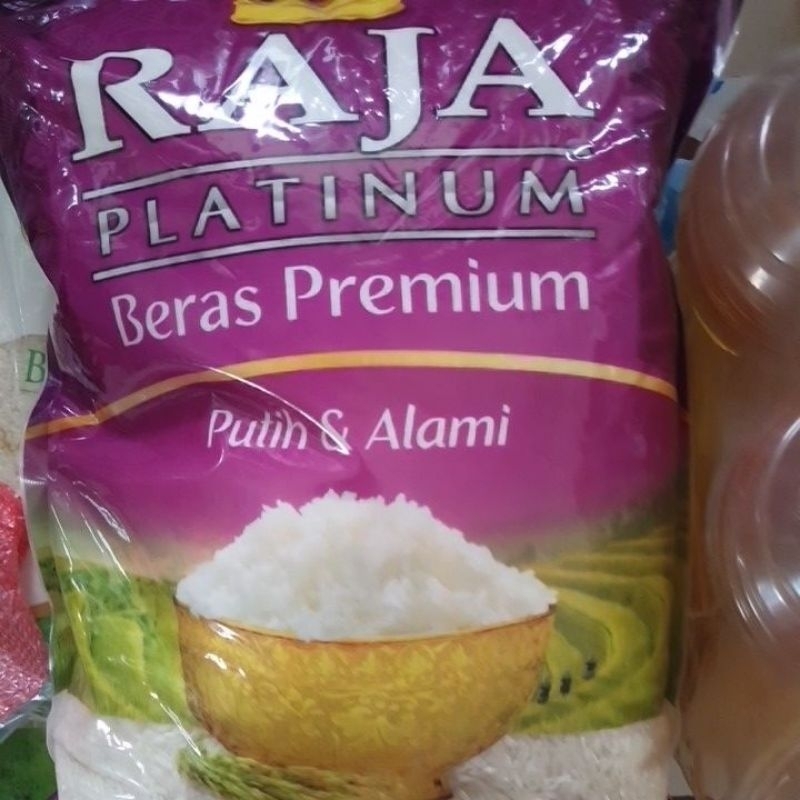 RAJA
PLATINUM
Beras Premium
Putih & Alami
B